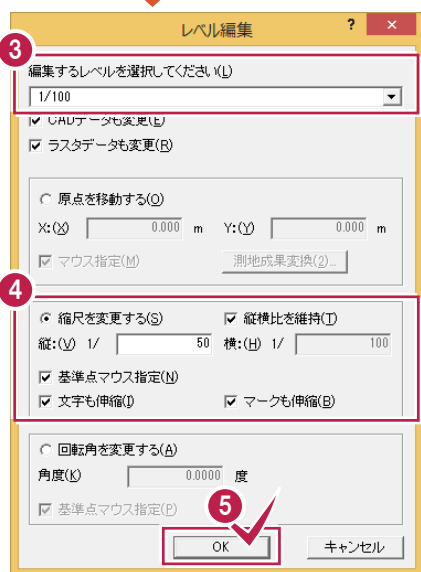 レベル編集 ? ×
3
編集するレベルを選択してください(L)
1/100
CADデータも変更(E)
ラスタデータも変更(R)
原点を移動する(O)
X:(X) 0.000 m Y:(Y) 0.000 m
マウス指定(M) 測地成果変換(2)...
4
縮尺を変更する(S) 縦横比を維持(T)
縦:(V) 1/ 50 横:(H) 1/ 100
基準点マウス指定(N)
文字も伸縮(I) マークも伸縮(B)
回転角を変更する(A)
角度(K) 0.0000 度
基準点マウス指定(P)
5
OK キャンセル